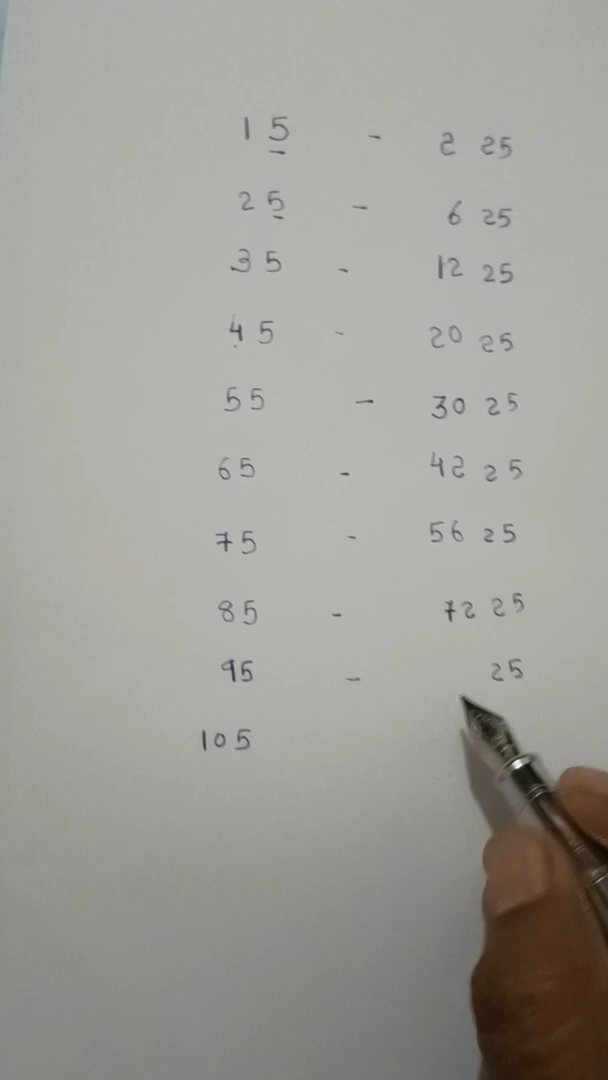 15 - 2 25
25 - 6 25
35 - 12 25
45 - 20 25
55 - 30 25
65 - 42 25
75 - 56 25
85 - 72 25
95 - 25
105